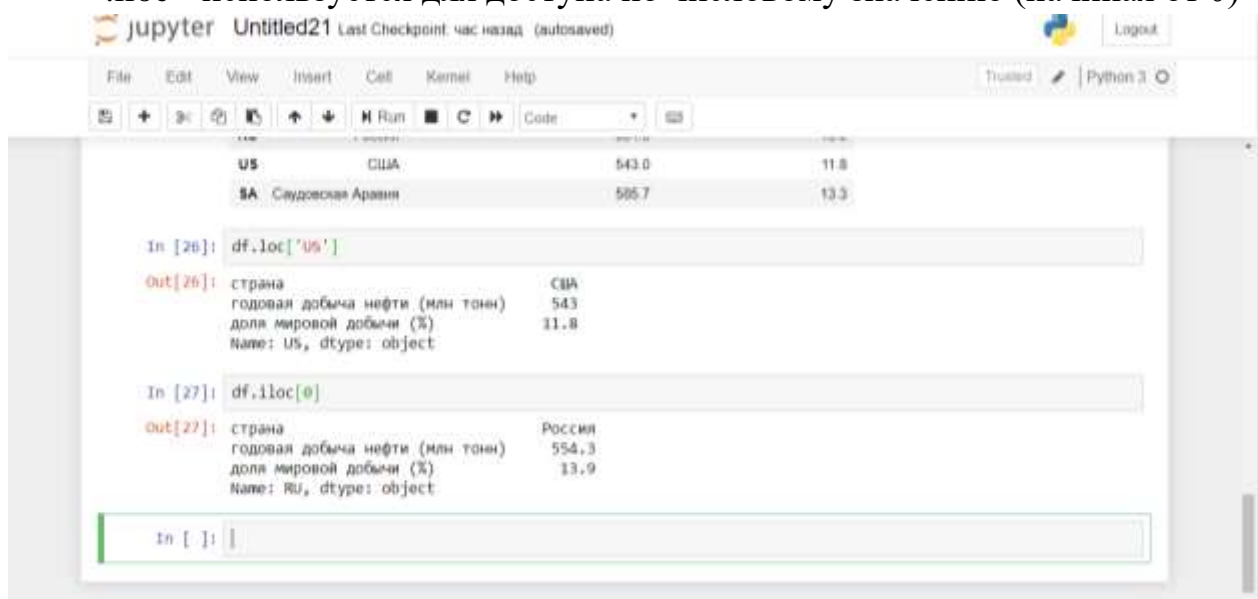 используется для доступа по числовому значению (начиная от 0)
jupyter Untitled21 Last Checkpoint: час назад (autosaved)
Logout
File Edit View Insert Cell Kernel Help
Trusted Python 3
Run Code
US США 543.0 11.8
SA Саудовская Аравия 585.7 13.3
In [26]: df.loc['US']
Out[26]: страна США
годовая добыча нефти (млн тонн) 543
доля мировой добычи (%) 11.8
Name: US, dtype: object
In [27]: df.iloc[0]
Out[27]: страна Россия
годовая добыча нефти (млн тонн) 554.3
доля мировой добычи (%) 13.9
Name: RU, dtype: object
In [ ]: